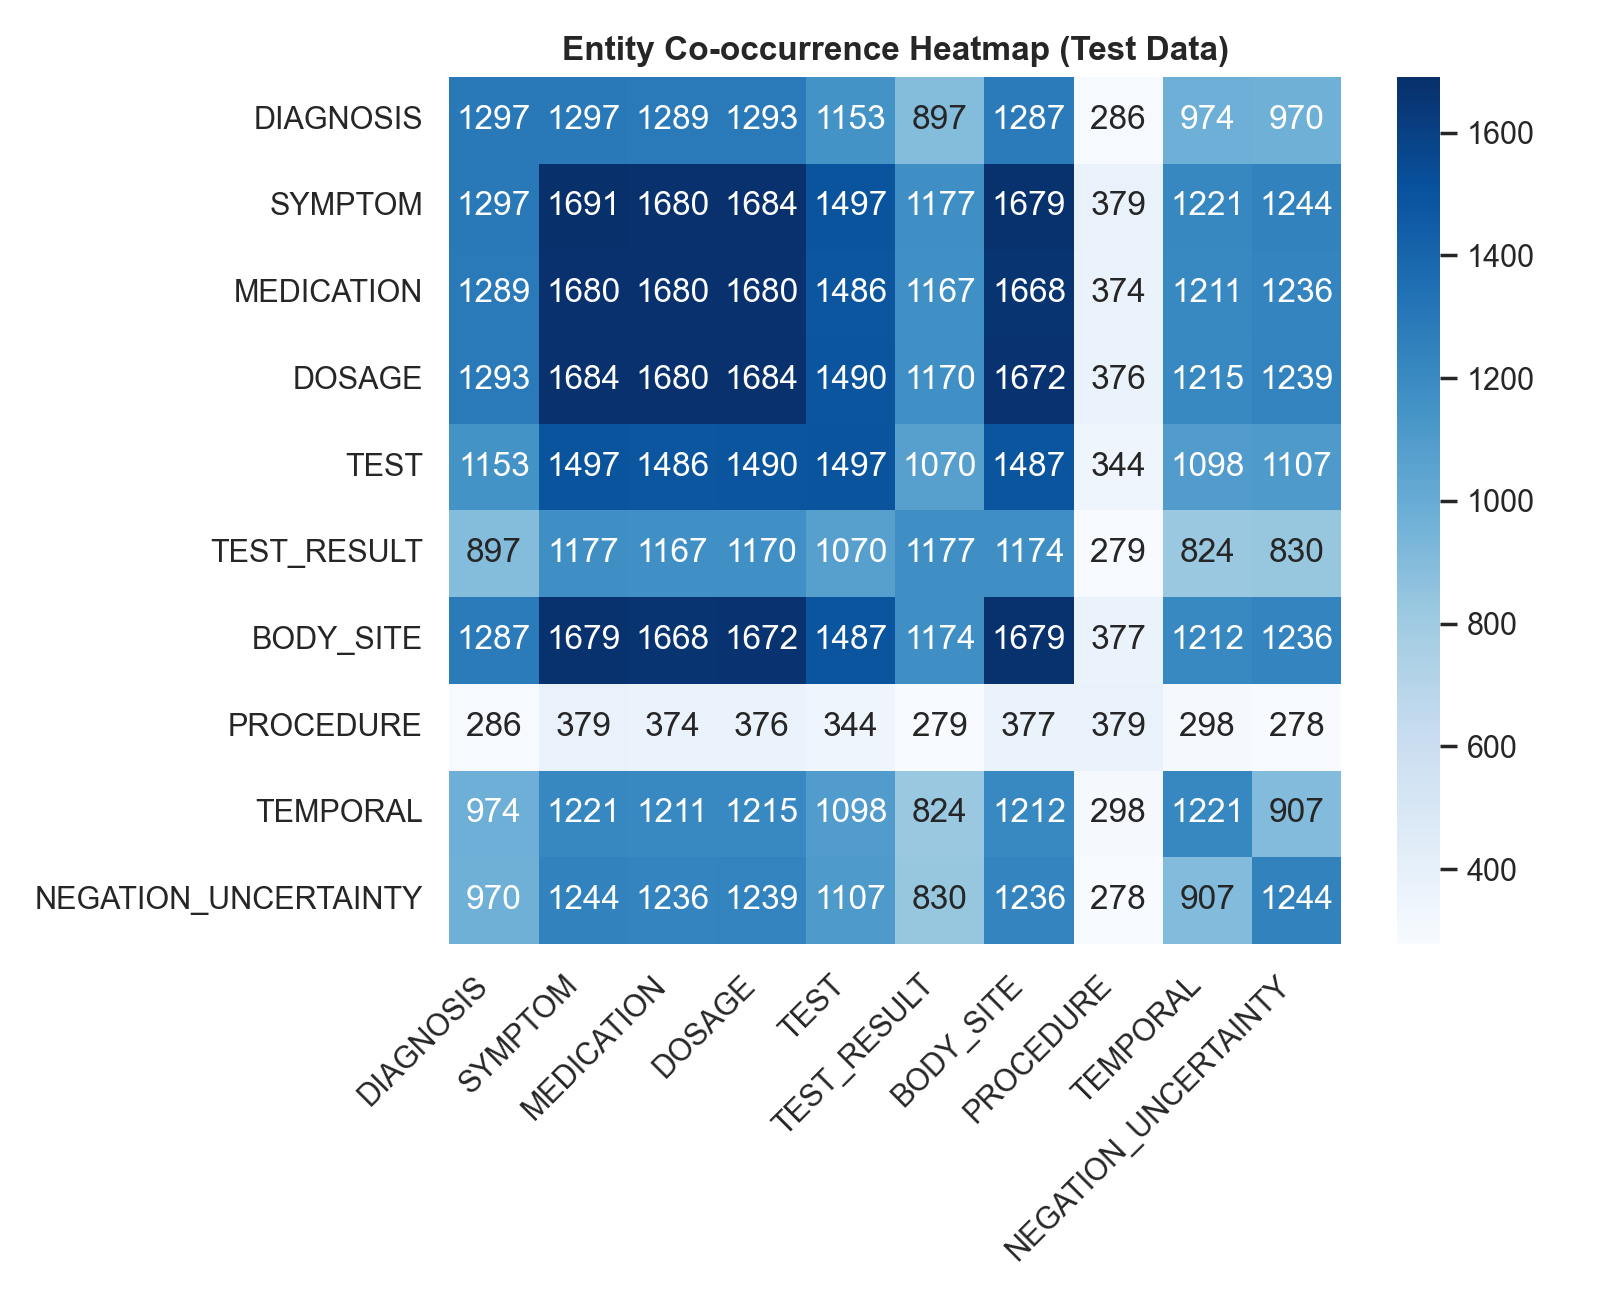 Entity Co-occurrence Heatmap (Test Data)
DIAGNOSIS 1297 1297 1289 1293 1153 897 1287 286 974 970
SYMPTOM 1297 1691 1680 1684 1497 1177 1679 379 1221 1244
MEDICATION 1289 1680 1680 1680 1486 1167 1668 374 1211 1236
DOSAGE 1293 1684 1680 1684 1490 1170 1672 376 1215 1239
TEST 1153 1497 1486 1490 1497 1070 1487 344 1098 1107
TEST_RESULT 897 1177 1167 1170 1070 1177 1174 279 824 830
BODY_SITE 1287 1679 1668 1672 1487 1174 1679 377 1212 1236
PROCEDURE 286 379 374 376 344 279 377 379 298 278
TEMPORAL 974 1221 1211 1215 1098 824 1212 298 1221 907
NEGATION_UNCERTAINTY 970 1244 1236 1239 1107 830 1236 278 907 1244
DIAGNOSIS
SYMPTOM
MEDICATION
DOSAGE
TEST
TEST_RESULT
BODY_SITE
PROCEDURE
TEMPORAL
NEGATION_UNCERTAINTY
1600
1400
1200
1000
800
600
400